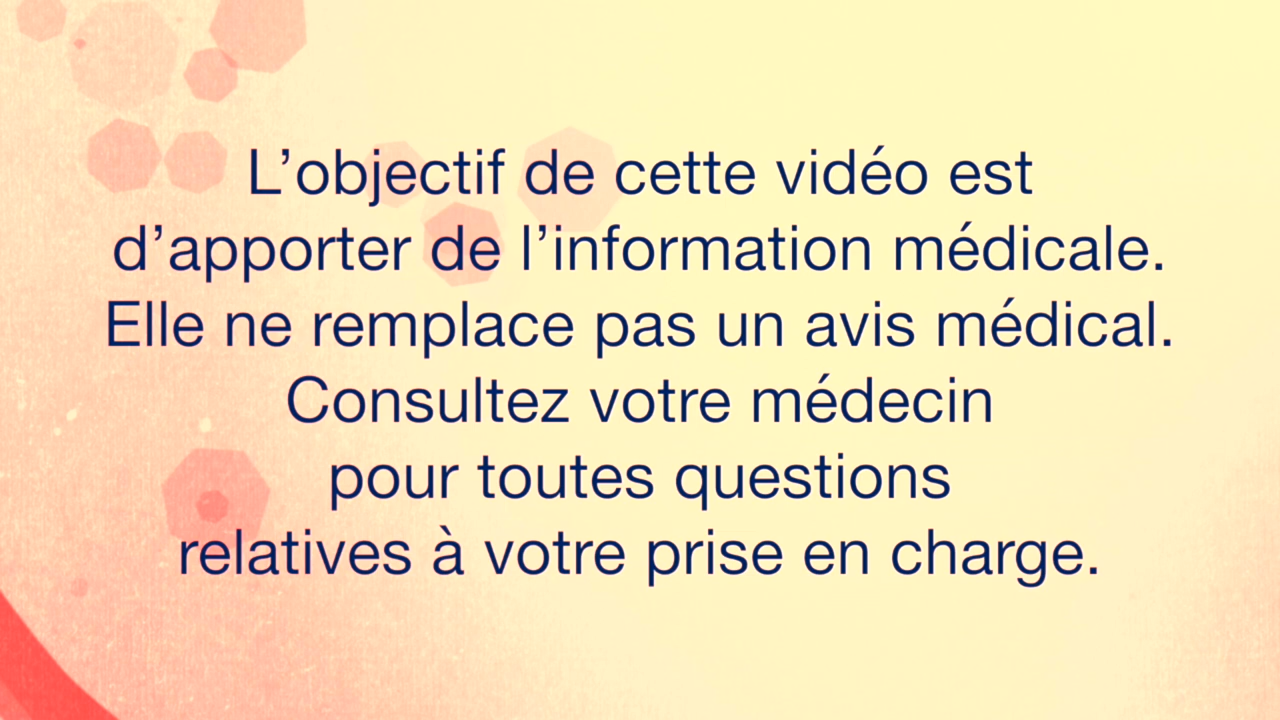 L’objectif de cette vidéo est
d’apporter de l’information médicale.
Elle ne remplace pas un avis médical.
Consultez votre médecin
pour toutes questions
relatives à votre prise en charge.